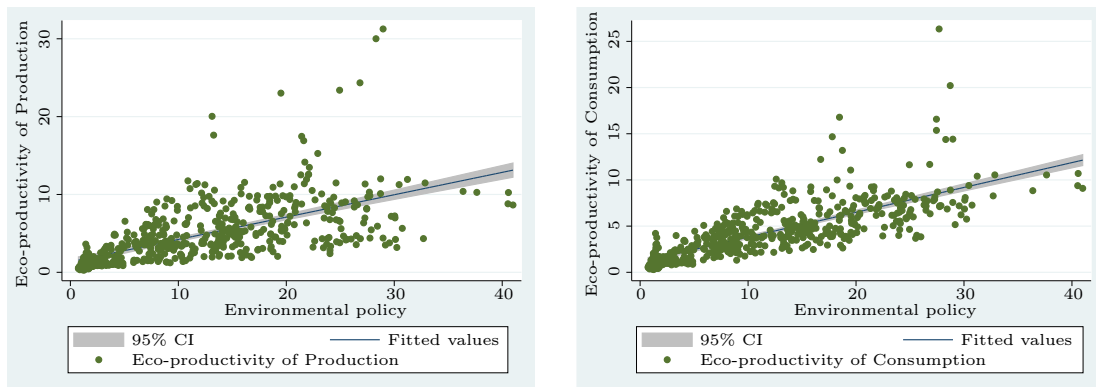 Eco-productivity of Production
30
20
10
0
0 10 20 30 40
Environmental policy
95% CI Fitted values
Eco-productivity of Production
Eco-productivity of Consumption
25
20
15
10
5
0
0 10 20 30 40
Environmental policy
95% CI Fitted values
Eco-productivity of Consumption